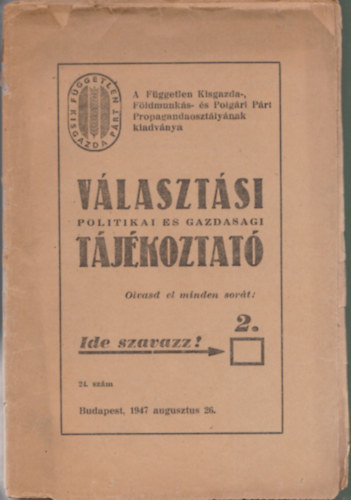 FÜGGETLEN KISGAZDA PÁRT
A Független Kisgazda-,
Földmunkás- és Polgári Párt
Propagandaosztályának
kiadványa
VÁLASZTÁSI
POLITIKAI ES GAZDASAGI
TÁJÉKOZTATÓ
Olvasd el minden sorát:
2.
Ide szavazz!
24. szám
Budapest, 1947 augusztus 26.